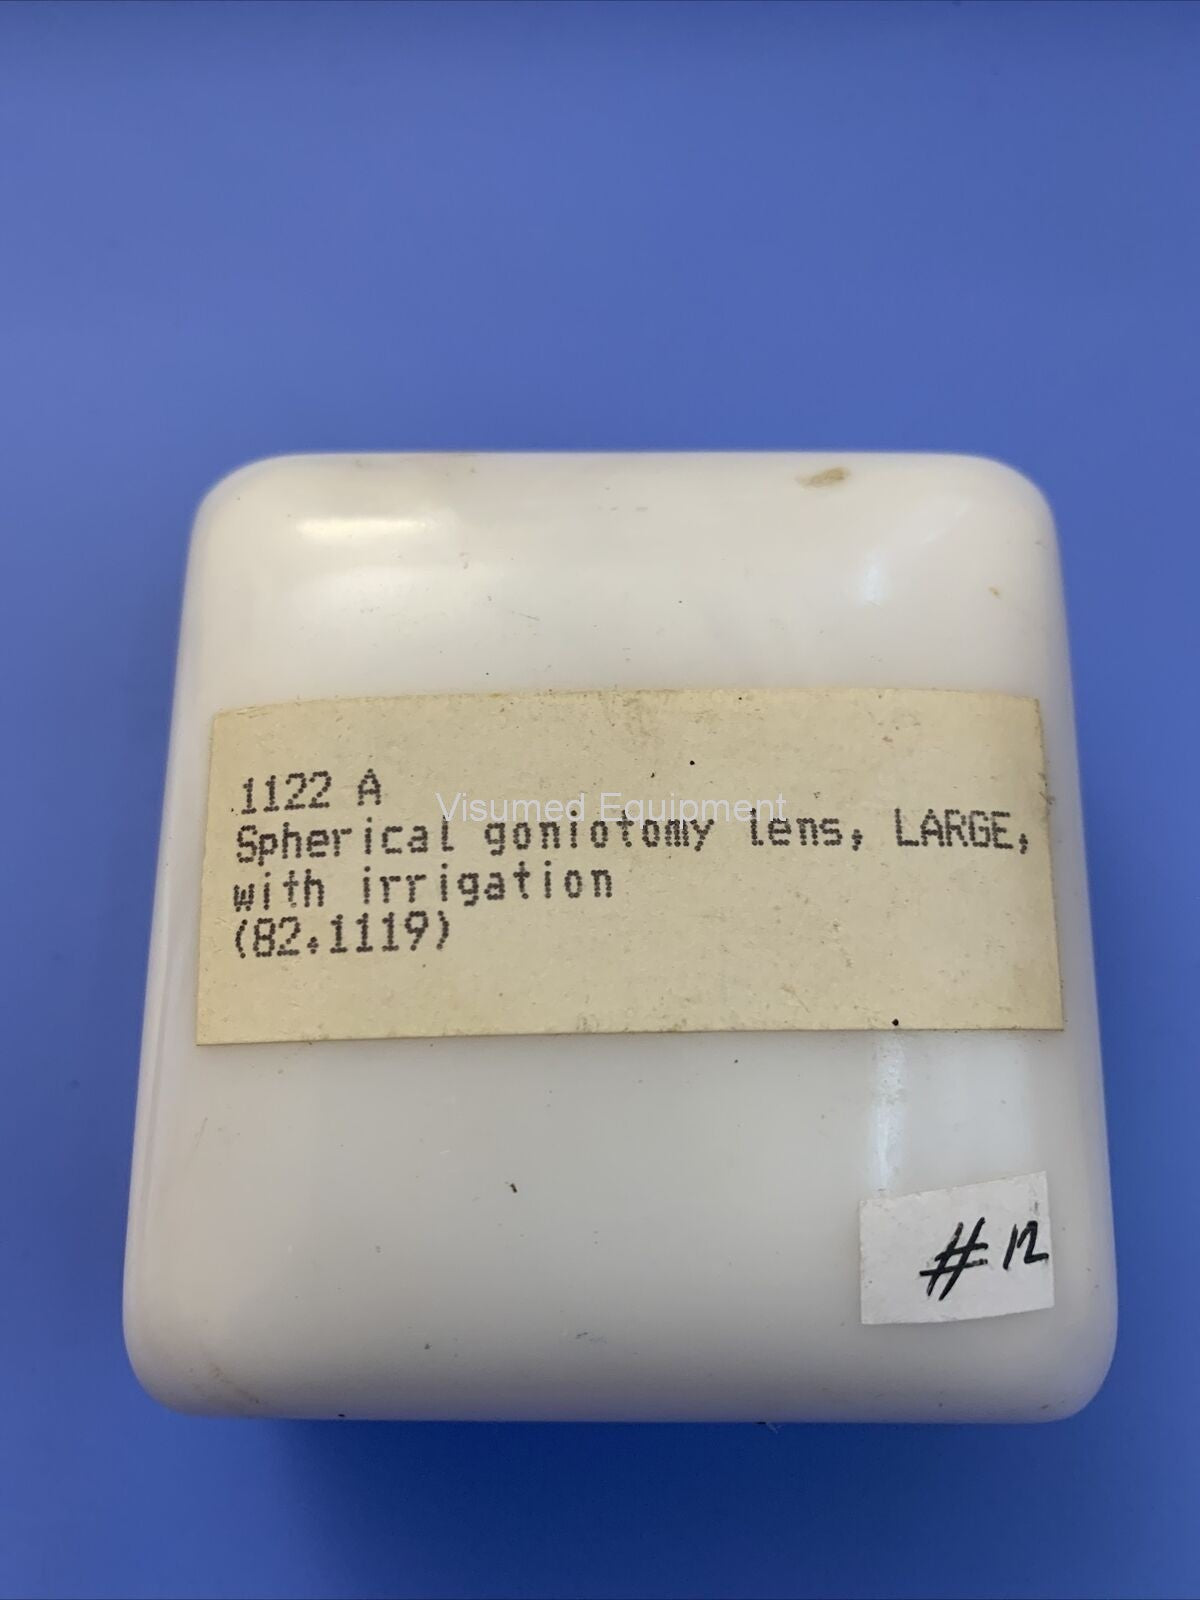 1122 A
Visumed Equipment
Spherical goniotomy lens, LARGE,
with irrigation
(82.1119)
#12